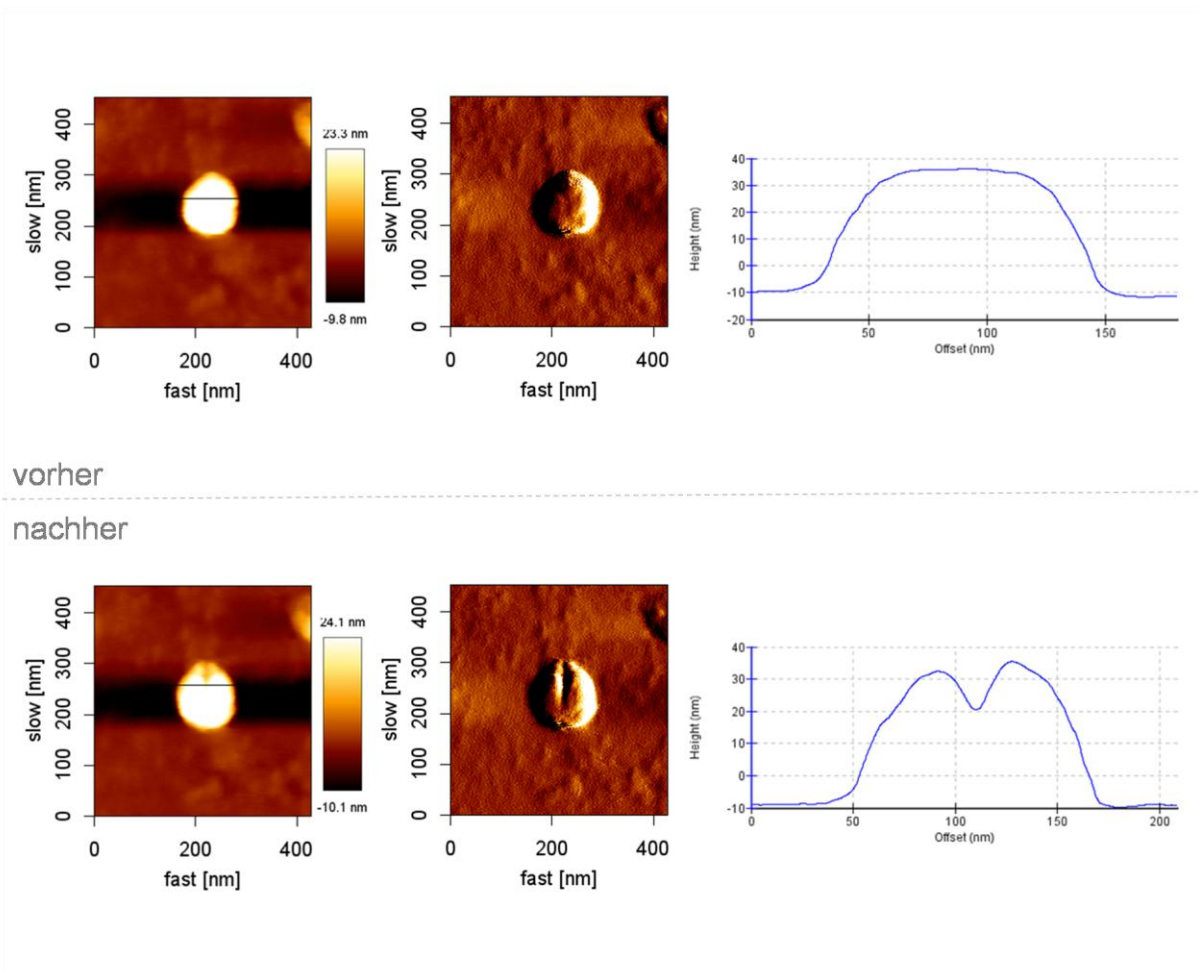 400
300
200
100
0
slow [nm]
0 200 400
fast [nm]
23.3 nm
-9.8 nm
400
300
200
100
0
slow [nm]
0 200 400
fast [nm]
40
30
20
10
0
-10
-20
Height (nm)
0 50 100 150
Offset (nm)
vorher
nachher
400
300
200
100
0
slow [nm]
0 200 400
fast [nm]
24.1 nm
-10.1 nm
400
300
200
100
0
slow [nm]
0 200 400
fast [nm]
40
30
20
10
0
-10
Height (nm)
0 50 100 150 200
Offset (nm)